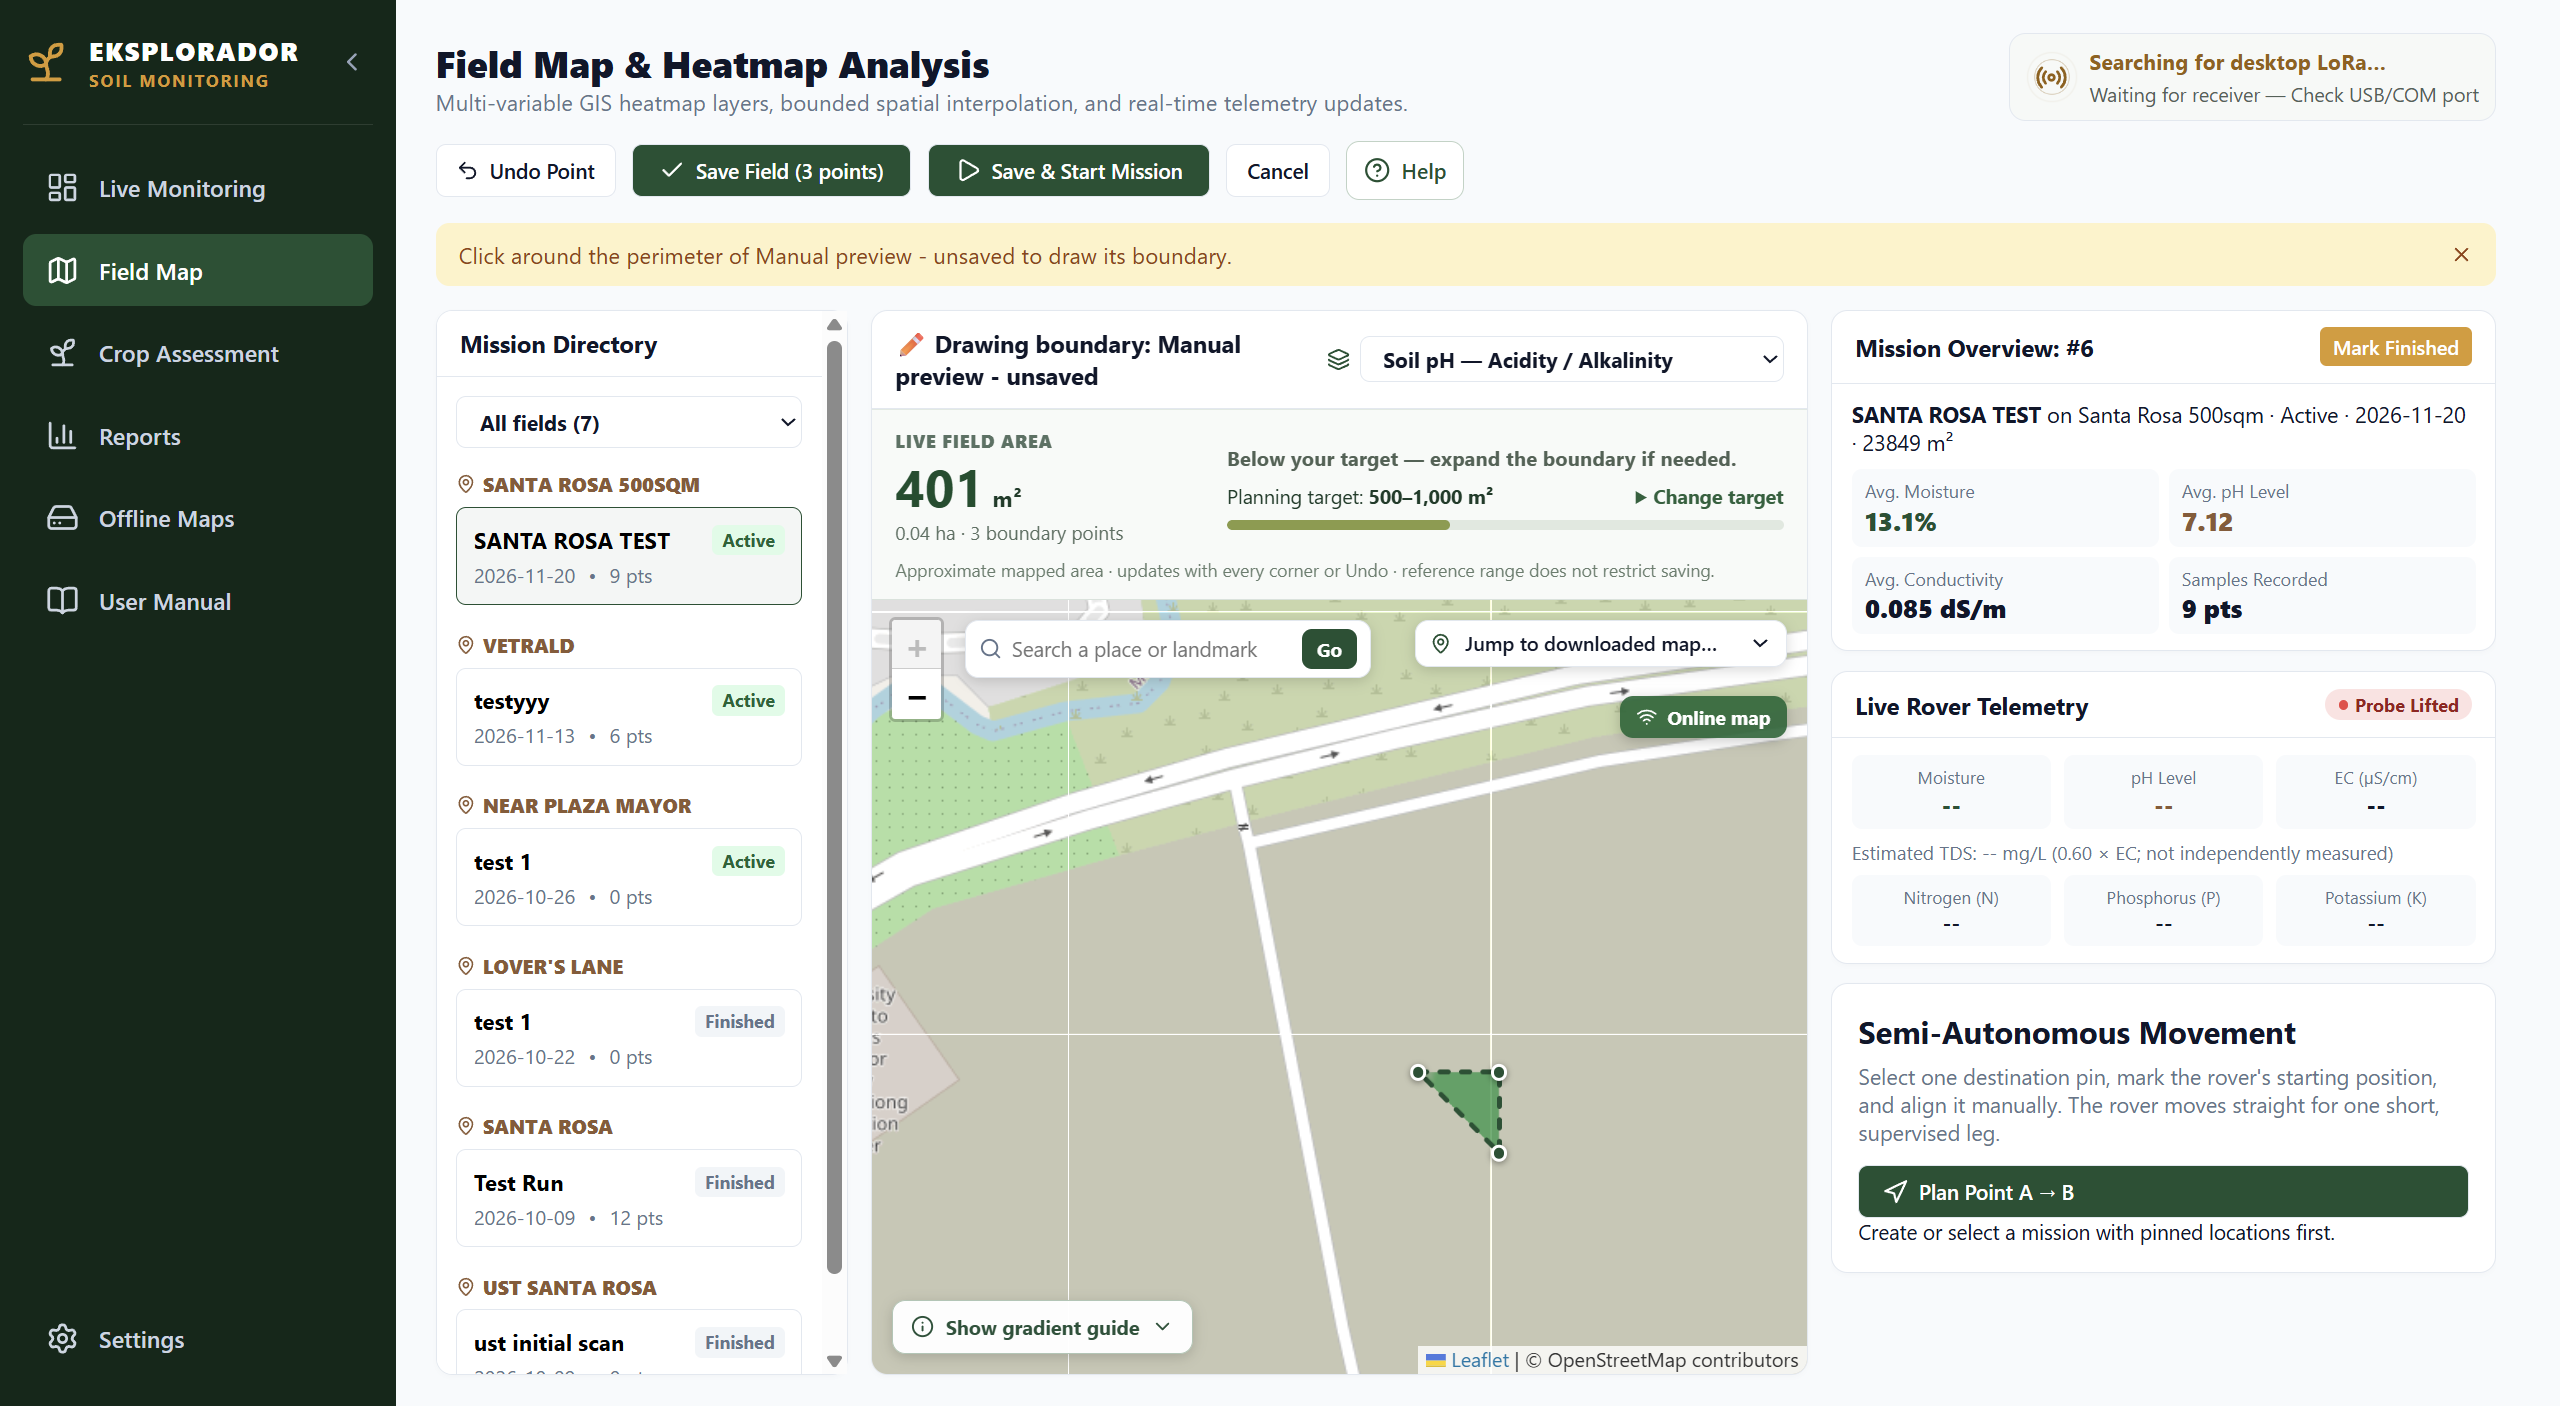 EKSPLORADOR
SOIL MONITORING
Live Monitoring
Field Map
Crop Assessment
Reports
Offline Maps
User Manual
Settings
Field Map & Heatmap Analysis
Multi-variable GIS heatmap layers, bounded spatial interpolation, and real-time telemetry updates.
Searching for desktop LoRa...
Waiting for receiver — Check USB/COM port
Undo Point
Save Field (3 points)
Save & Start Mission
Cancel
Help
Click around the perimeter of Manual preview - unsaved to draw its boundary.
Mission Directory
All fields (7)
SANTA ROSA 500SQM
SANTA ROSA TEST
Active
2026-11-20 • 9 pts
VETRALD
testyyy
Active
2026-11-13 • 6 pts
NEAR PLAZA MAYOR
test 1
Active
2026-10-26 • 0 pts
LOVER'S LANE
test 1
Finished
2026-10-22 • 0 pts
SANTA ROSA
Test Run
Finished
2026-10-09 • 12 pts
UST SANTA ROSA
ust initial scan
Finished
Drawing boundary: Manual
preview - unsaved
Soil pH — Acidity / Alkalinity
LIVE FIELD AREA
401 m²
0.04 ha · 3 boundary points
Below your target — expand the boundary if needed.
Planning target: 500–1,000 m²
Change target
Approximate mapped area · updates with every corner or Undo · reference range does not restrict saving.
+
−
Search a place or landmark
Go
Jump to downloaded map...
Online map
sity
to
s
or
iong
ion
r
Show gradient guide
Leaflet | © OpenStreetMap contributors
Mission Overview: #6
Mark Finished
SANTA ROSA TEST on Santa Rosa 500sqm · Active · 2026-11-20
· 23849 m²
Avg. Moisture
13.1%
Avg. pH Level
7.12
Avg. Conductivity
0.085 dS/m
Samples Recorded
9 pts
Live Rover Telemetry
Probe Lifted
Moisture
--
pH Level
--
EC (µS/cm)
--
Estimated TDS: -- mg/L (0.60 × EC; not independently measured)
Nitrogen (N)
--
Phosphorus (P)
--
Potassium (K)
--
Semi-Autonomous Movement
Select one destination pin, mark the rover's starting position,
and align it manually. The rover moves straight for one short,
supervised leg.
Plan Point A → B
Create or select a mission with pinned locations first.